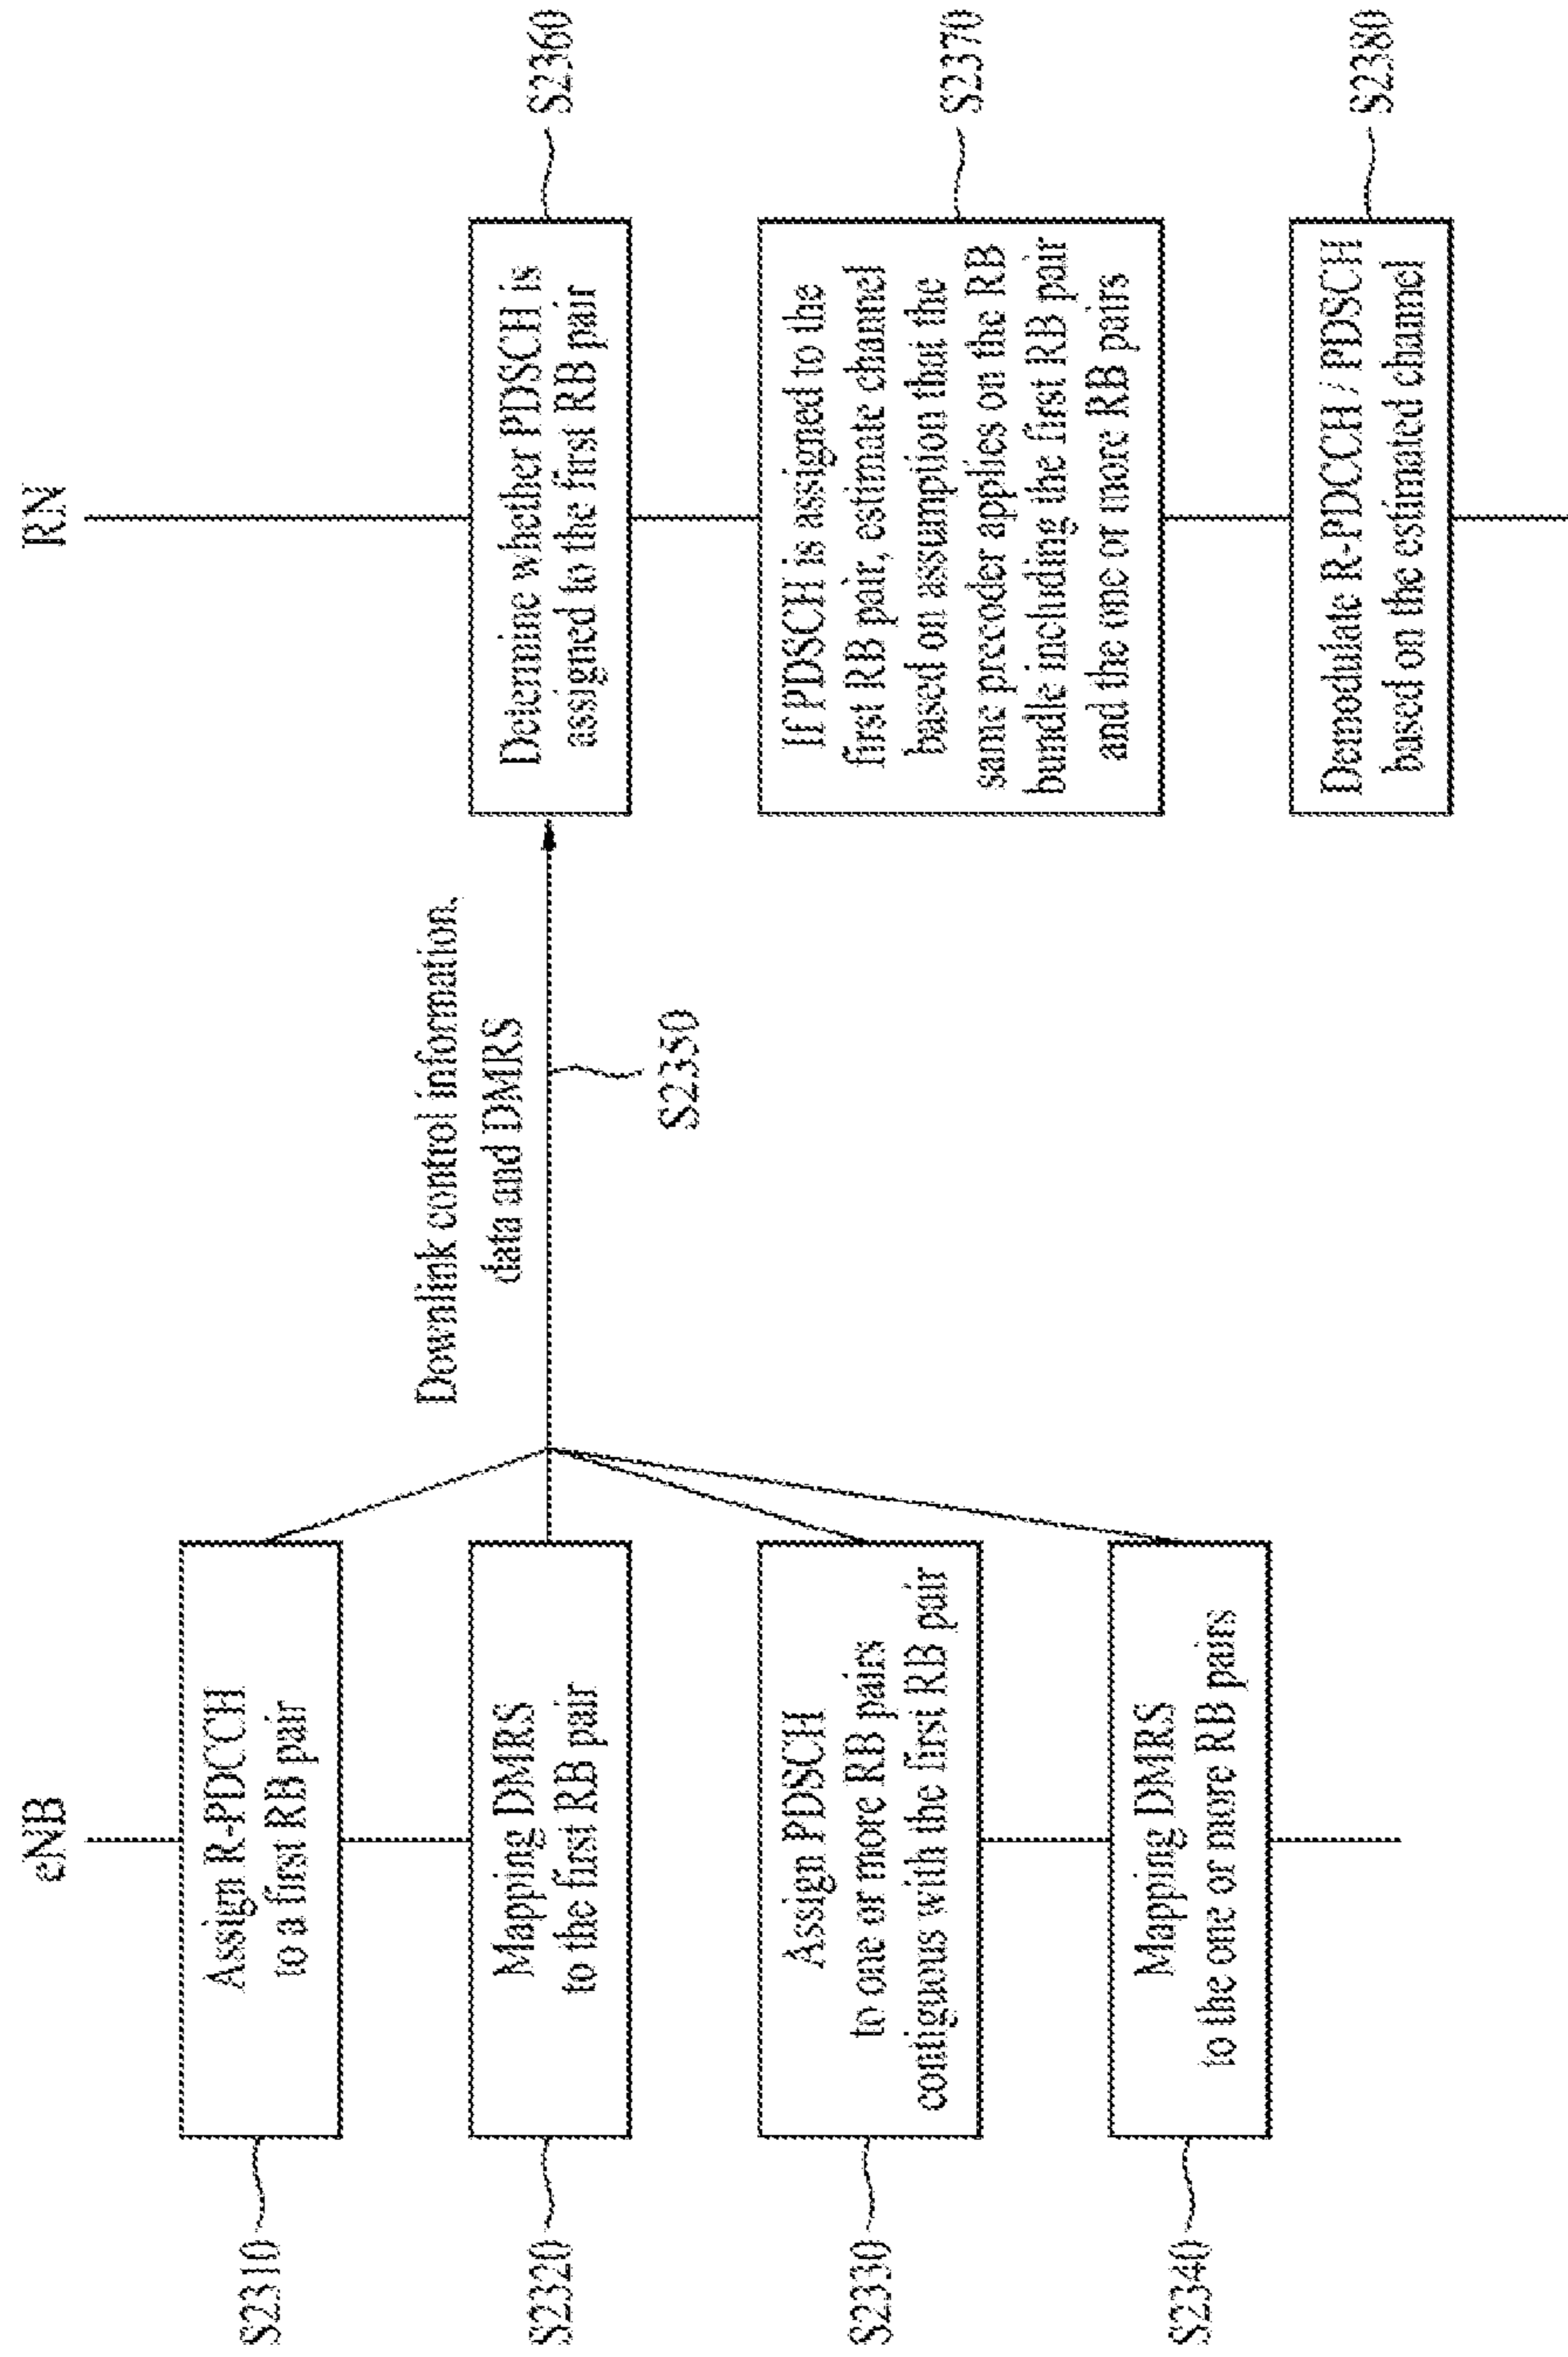 eNB
RN
S2310
Assign R-PDCCH
to a first RB pair
S2320
Mapping DMRS
to the first RB pair
S2330
Assign PDSCH
to one or more RB pairs
contiguous with the first RB pair
S2340
Mapping DMRS
to the one or more RB pairs
Downlink control information,
data and DMRS
S2350
Determine whether PDSCH is
assigned to the first RB pair
S2360
If PDSCH is assigned to the
first RB pair, estimate channel
based on assumption that the
same precoder applies on the RB
bundle including the first RB pair
and the one or more RB pairs
S2370
Demodulate R-PDCCH / PDSCH
based on the estimated channel
S2380